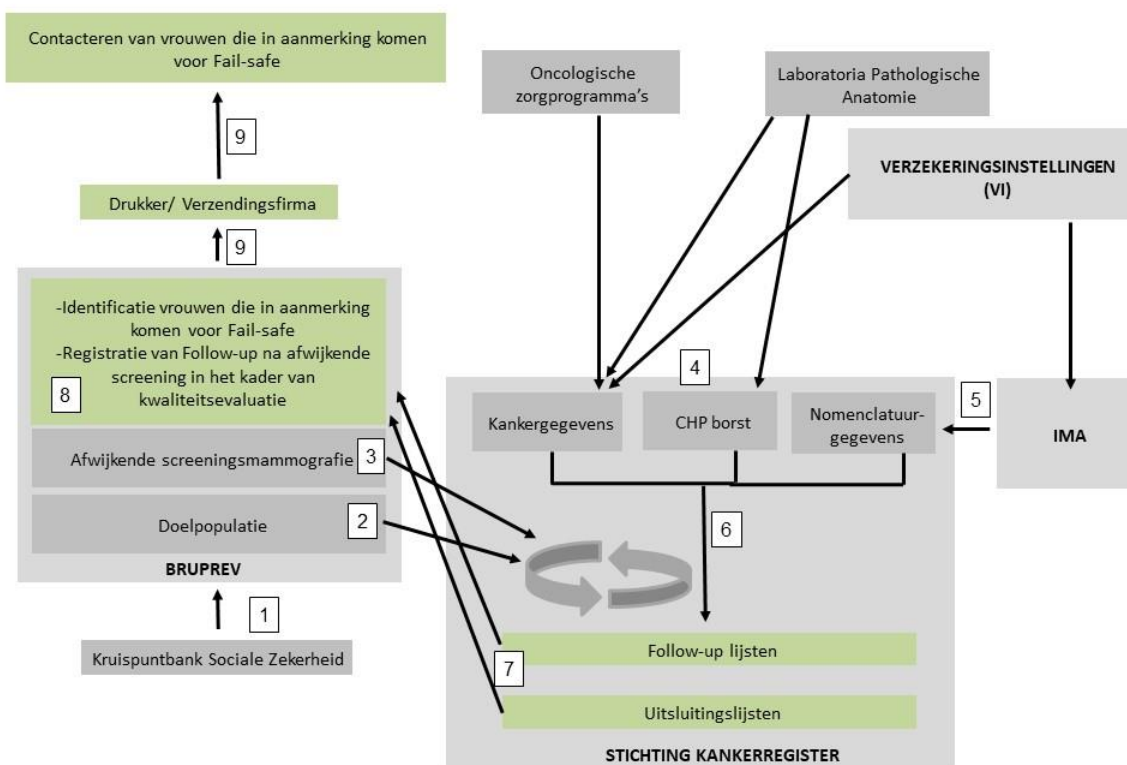 Contacteren van vrouwen die in aanmerking komen
voor Fail-safe
9
Drukker/ Verzendingsfirma
9
-Identificatie vrouwen die in aanmerking
komen voor Fail-safe
-Registratie van Follow-up na afwijkende
screening in het kader van
kwaliteitsevaluatie
8
Afwijkende screeningsmammografie
3
Doelpopulatie
2
BRUPREV
1
Kruispuntbank Sociale Zekerheid
Oncologische
zorgprogramma's
Laboratoria Pathologische
Anatomie
VERZEKERINGSINSTELLINGEN
(VI)
4
Kankergegevens
CHP borst
Nomenclatuur-
gegevens
5
IMA
6
Follow-up lijsten
7
Uitsluitingslijsten
STICHTING KANKERREGISTER